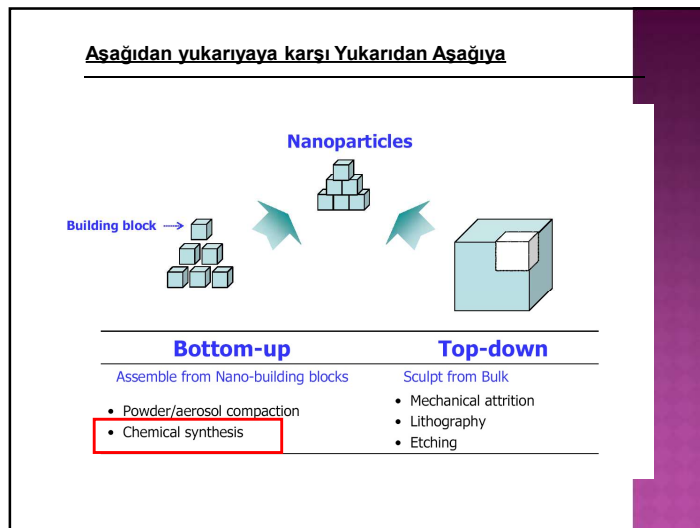 Aşağıdan yukarıyaya karşı Yukarıdan Aşağıya
Nanoparticles
Building block
Bottom-up
Assemble from Nano-building blocks
• Powder/aerosol compaction
• Chemical synthesis
Top-down
Sculpt from Bulk
• Mechanical attrition
• Lithography
• Etching